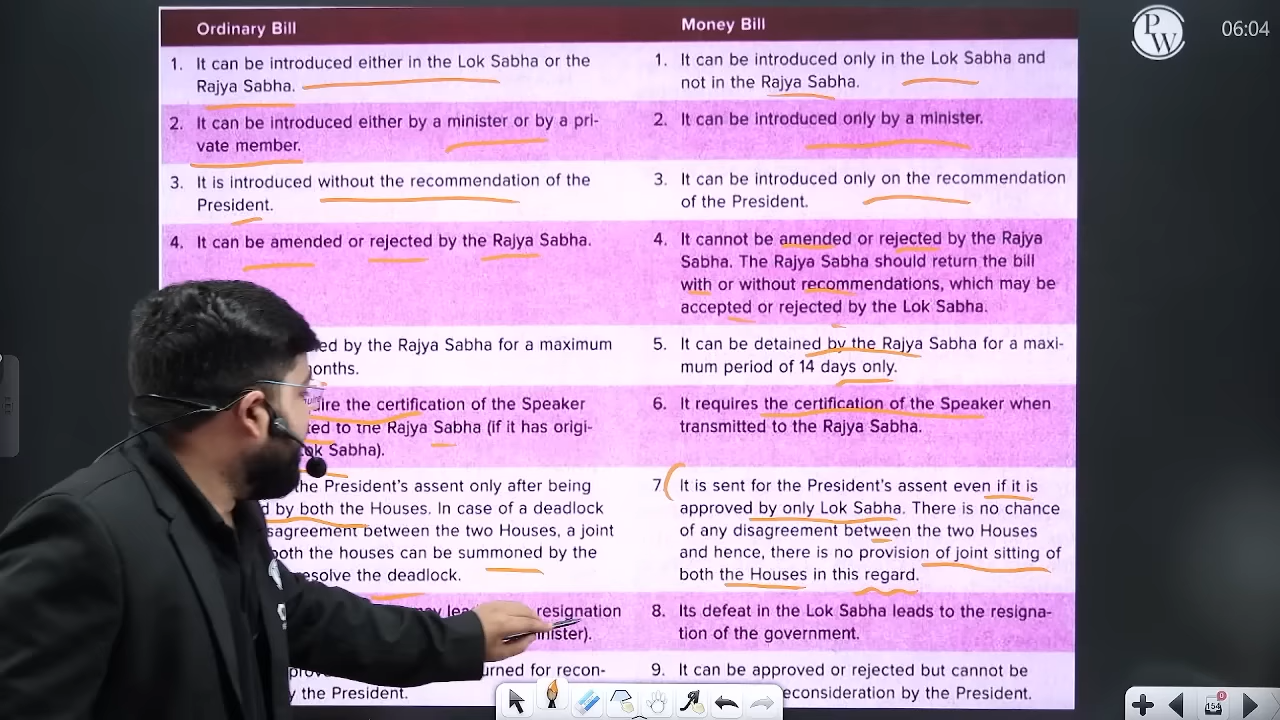 Ordinary Bill
Money Bill
1. It can be introduced either in the Lok Sabha or the
Rajya Sabha.
1. It can be introduced only in the Lok Sabha and
not in the Rajya Sabha.
2. It can be introduced either by a minister or by a pri-
vate member.
2. It can be introduced only by a minister.
3. It is introduced without the recommendation of the
President.
3. It can be introduced only on the recommendation
of the President.
4. It can be amended or rejected by the Rajya Sabha.
4. It cannot be amended or rejected by the Rajya
Sabha. The Rajya Sabha should return the bill
with or without recommendations, which may be
accepted or rejected by the Lok Sabha.
by the Rajya Sabha for a maximum
5. It can be detained by the Rajya Sabha for a maxi-
mum period of 14 days only.
the certification of the Speaker
to the Rajya Sabha (if it has origi-
Sabha).
6. It requires the certification of the Speaker when
transmitted to the Rajya Sabha.
the President's assent only after being
by both the Houses. In case of a deadlock
between the two Houses, a joint
both the houses can be summoned by the
resolve the deadlock.
7. It is sent for the President's assent even if it is
approved by only Lok Sabha. There is no chance
of any disagreement between the two Houses
and hence, there is no provision of joint sitting of
both the Houses in this regard.
resignation
8. Its defeat in the Lok Sabha leads to the resigna-
tion of the government.
for recon-
the President.
9. It can be approved or rejected but cannot be
reconsideration by the President.
PW
06:04
154